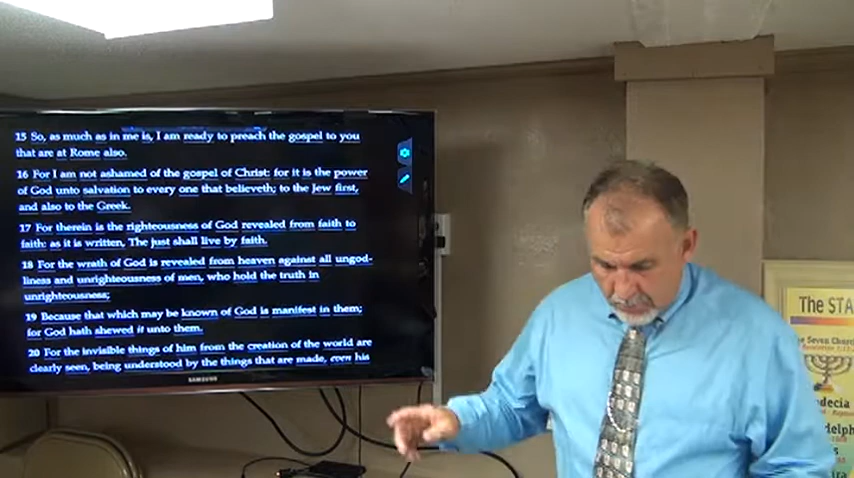 15 So, as much as in me is, I am ready to preach the gospel to you
that are at Rome also.
16 For I am not ashamed of the gospel of Christ: for it is the power
of God unto salvation to every one that believeth; to the Jew first,
and also to the Greek.
17 For therein is the righteousness of God revealed from faith to
faith: as it is written, The just shall live by faith.
18 For the wrath of God is revealed from heaven against all ungod-
liness and unrighteousness of men, who hold the truth in
unrighteousness;
19 Because that which may be known of God is manifest in them;
for God hath shewed it unto them.
20 For the invisible things of him from the creation of the world are
clearly seen, being understood by the things that are made, even his
SAMSUNG
The STA
Seven Churc